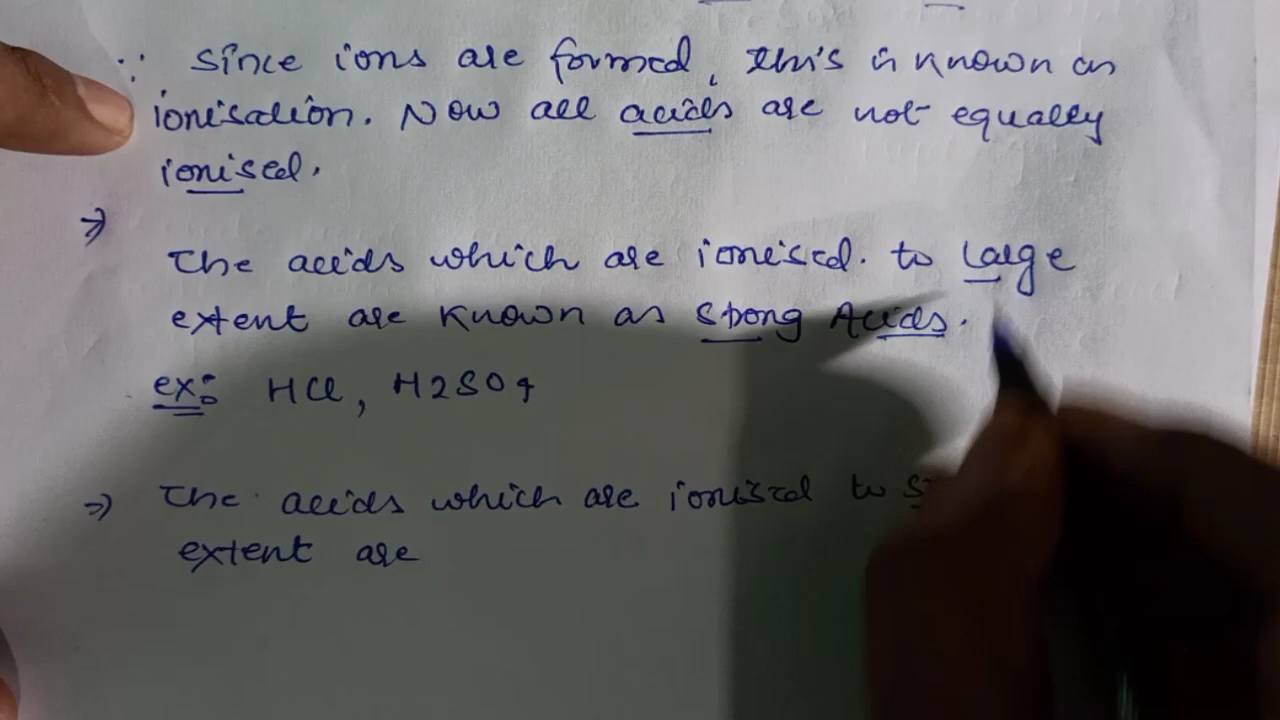 ∵ Since ions are formed, this is known as
ionisation. Now all acids are not equally
ionised.
⇒
The acids which are ionised. to large
extent are known as Strong Acids.
ex: HCl, H2SO4
⇒ The acids which are ionised to
extent are